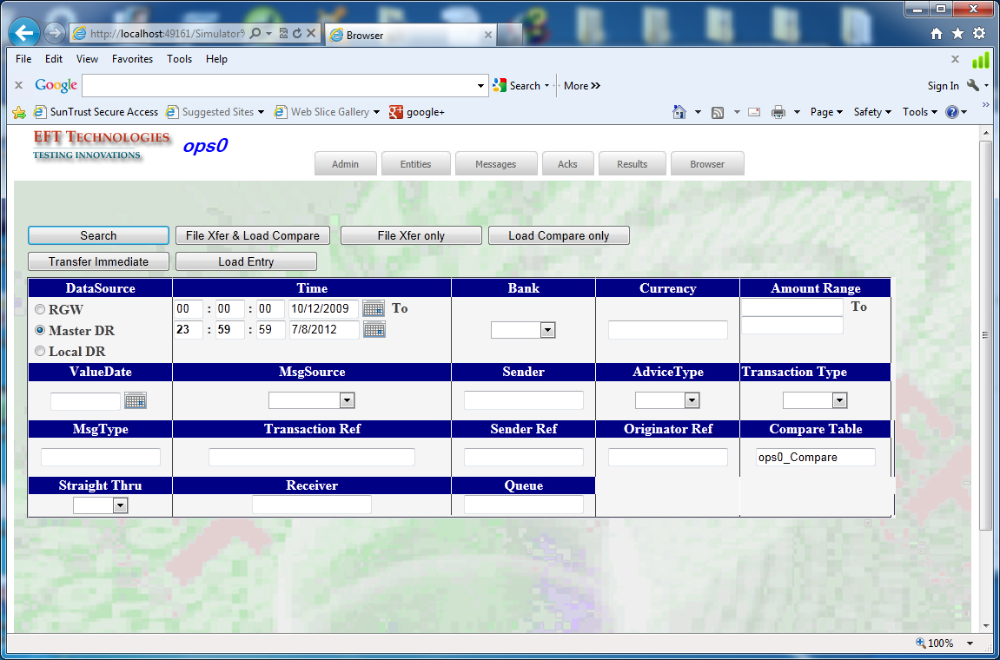 http://localhost:49161/Simulator%
Browser
File Edit View Favorites Tools Help
Google Search More Sign In
SunTrust Secure Access Suggested Sites Web Slice Gallery google+ Page Safety Tools
EFT TECHNOLOGIES
TESTING INNOVATIONS
ops0
Admin Entities Messages Acks Results Browser
Search File Xfer & Load Compare File Xfer only Load Compare only
Transfer Immediate Load Entry
DataSource Time Bank Currency Amount Range
RGW 00 : 00 : 00 10/12/2009 To To
Master DR 23 : 59 : 59 7/8/2012
Local DR
ValueDate MsgSource Sender AdviceType Transaction Type
MsgType Transaction Ref Sender Ref Originator Ref Compare Table
ops0_Compare
Straight Thru Receiver Queue
100%